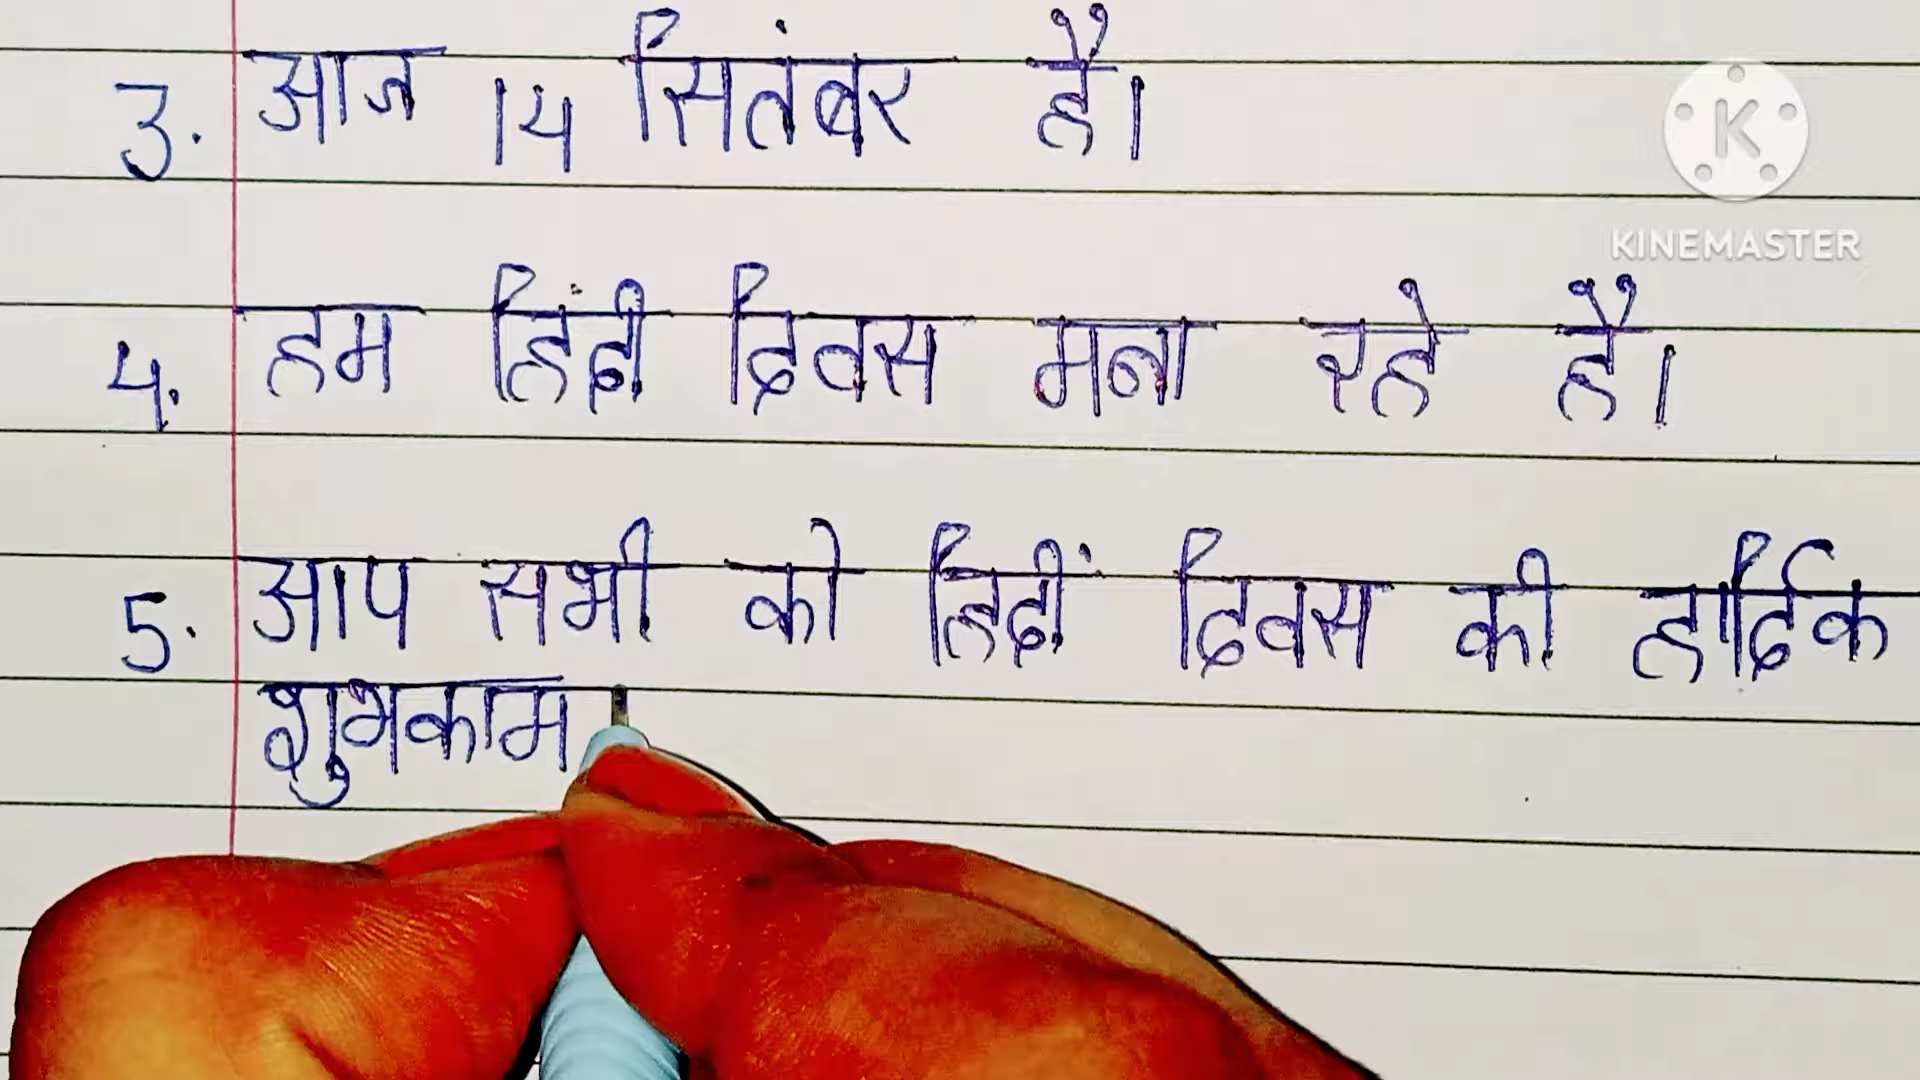 3. आज 14 सितंबर है।
K
KINEMASTER
4. हम हिंदी दिवस मना रहे है।
5. आप सभी को हिदीं दिवस की हार्दिक
शुभकाम